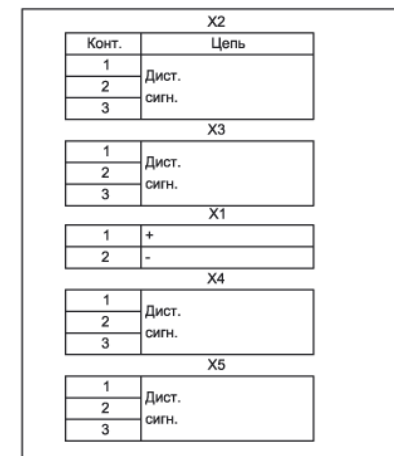 X2
Конт. Цепь
1
Дист.
2
сигн.
3
X3
1
Дист.
2
сигн.
3
X1
1 +
2 -
X4
1
Дист.
2
сигн.
3
X5
1
Дист.
2
сигн.
3